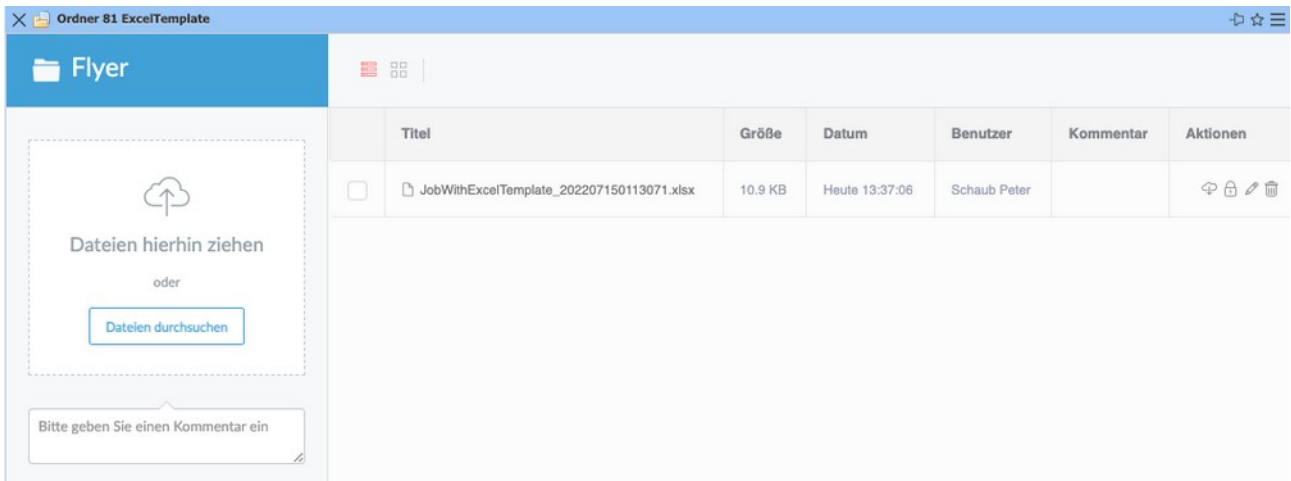 Ordner 81 ExcelTemplate
Flyer
Dateien hierhin ziehen
oder
Dateien durchsuchen
Bitte geben Sie einen Kommentar ein
Titel Größe Datum Benutzer Kommentar Aktionen
JobWithExcelTemplate_202207150113071.xlsx 10.9 KB Heute 13:37:06 Schaub Peter